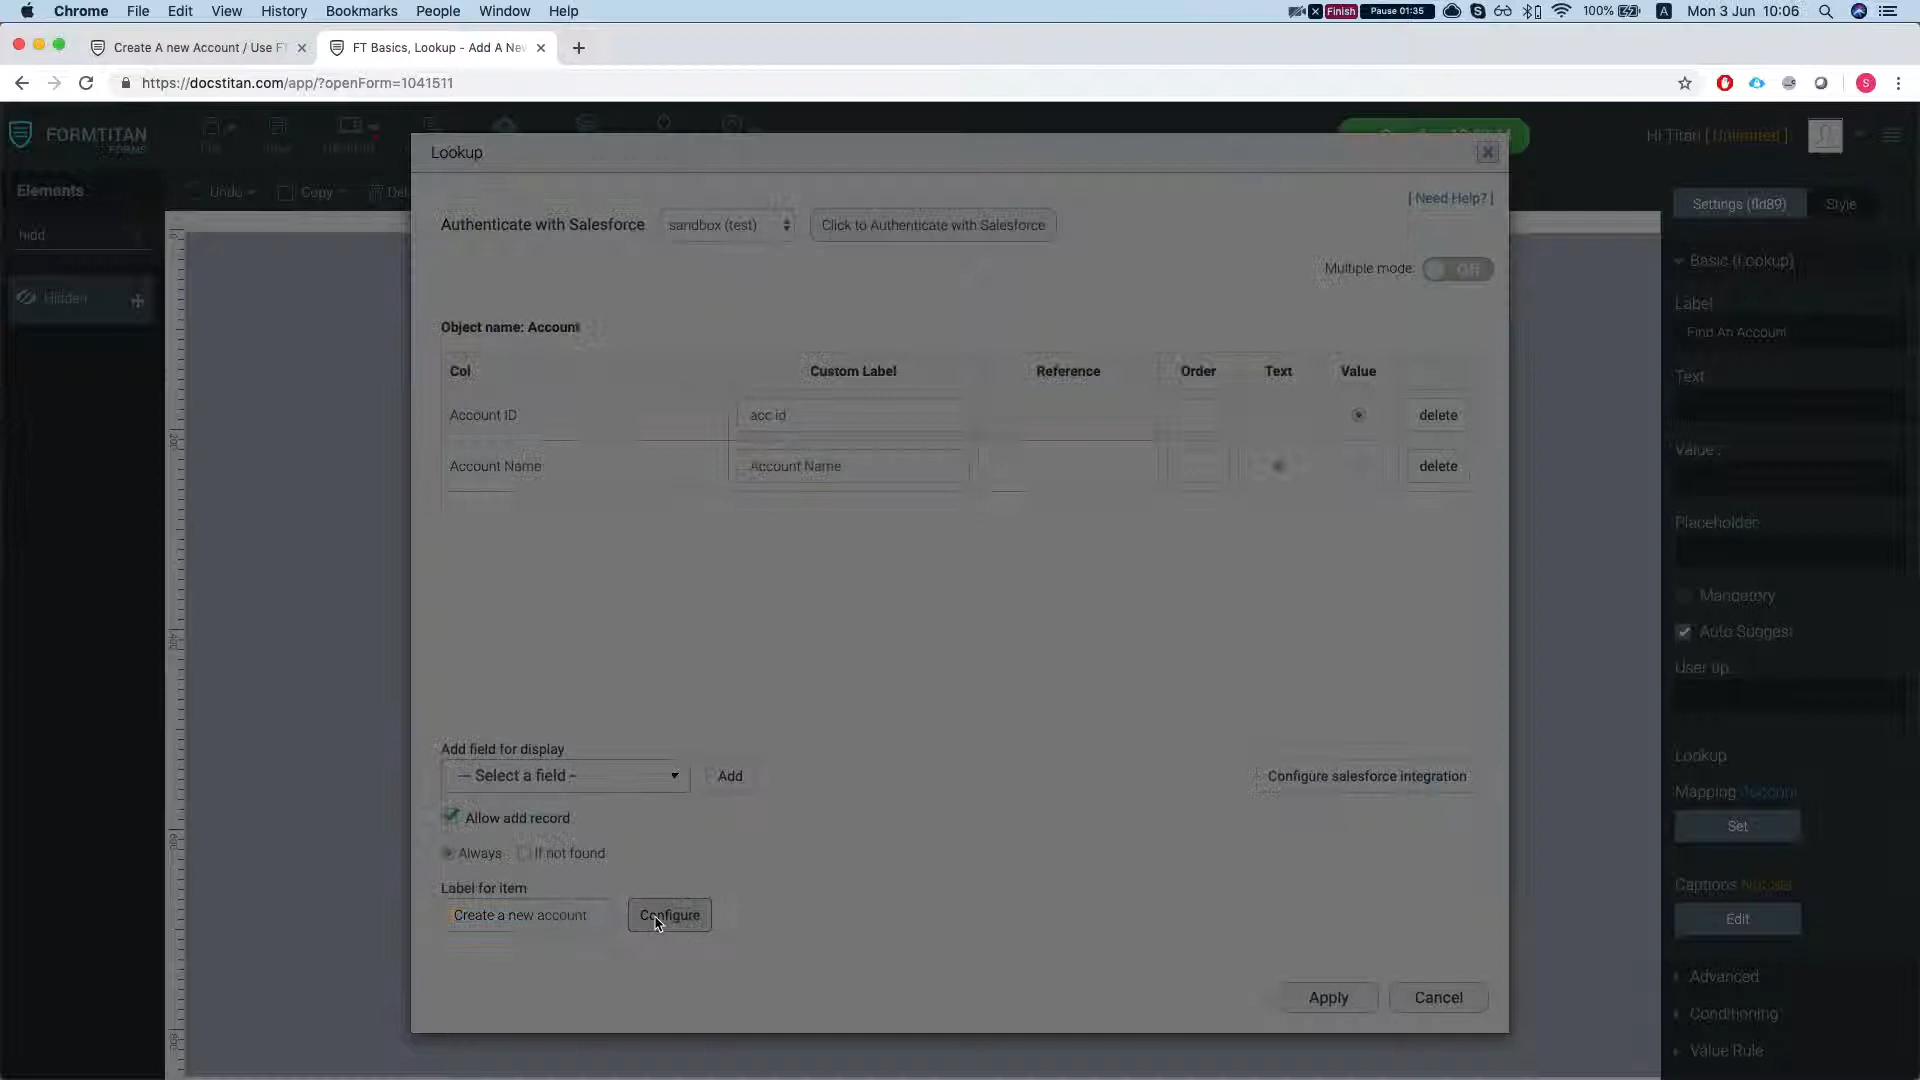 Chrome File Edit View History Bookmarks People Window Help
Finish Pause 01:35 100% A Mon 3 Jun 10:06
Create A new Account / Use FT
FT Basics, Lookup - Add A New
https://docstitan.com/app/?openForm=1041511
S
FORMTITAN
FORMS
Hi Titan [ Unlimited ]
Lookup
Elements
Undo Copy Del
[ Need Help? ]
Settings (fld89) Style
hidd
Authenticate with Salesforce sandbox (test) Click to Authenticate with Salesforce
Basic (Lookup)
Multiple mode: Off
Hidden
Label
Object name: Account
Find An Account
Col Custom Label Reference Order Text Value
Text
Account ID acc id delete
Value :
Account Name Account Name delete
Placeholder
Mandatory
Auto Suggest
Add field for display
Lookup
-- Select a field -- Add Configure salesforce integration
Mapping Account
Allow add record
Set
Always If not found
Label for item
Captions
Create a new account Configure
Edit
Advanced
Apply Cancel
Conditioning
Value Rule